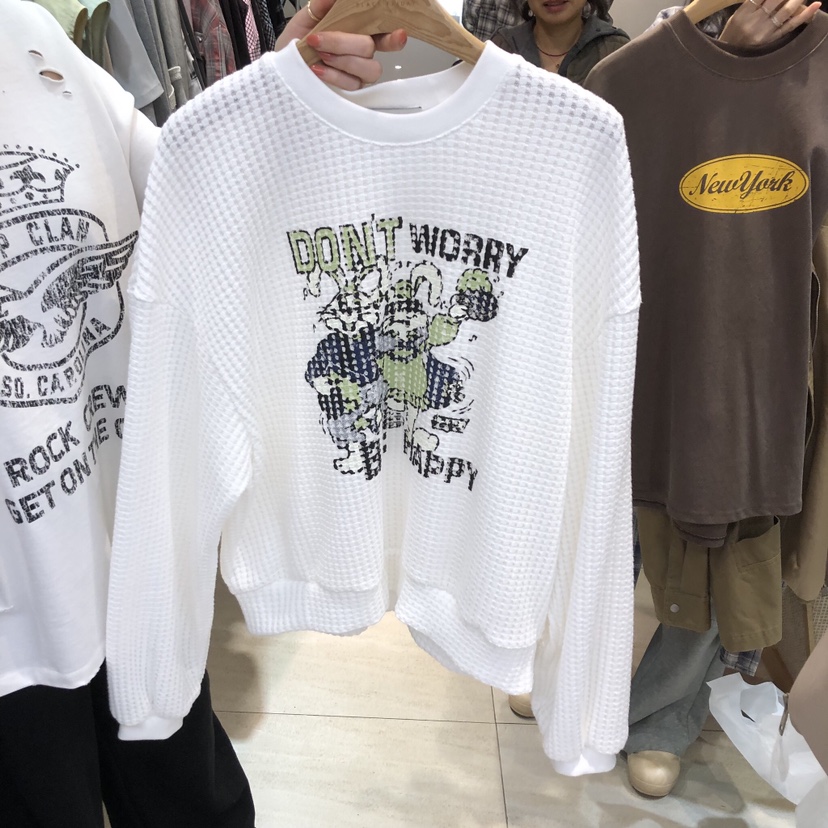 P CLAN
SO. CAROLINA
ROCK CREW
GET ON THE
DON'T WORRY
HAPPY
New York